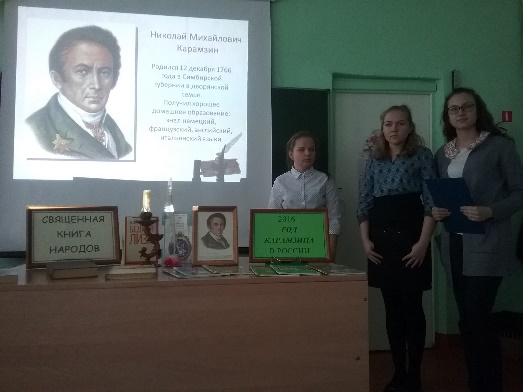 Николай Михайлович
Карамзин
Родился 12 декабря 1766
года в Симбирской
губернии в дворянской
семье.
Получил хорошее
домашнее образование:
знал немецкий,
французский, английский,
итальянский языки.
СВЯЩЕННАЯ
КНИГА
НАРОДОВ
ЛИЗА
2016
ГОД
КАРАМЗИНА
В РОССИИ